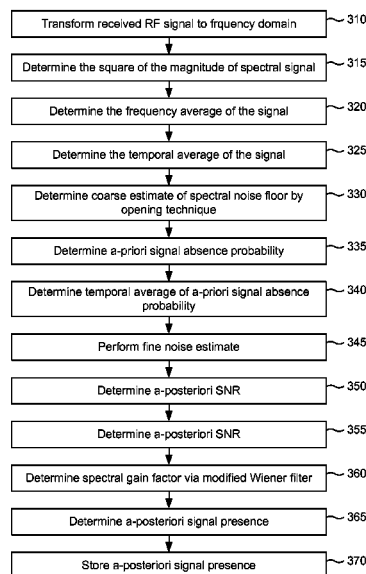 Transform received RF signal to frquency domain
310
Determine the square of the magnitude of spectral signal
315
Determine the frequency average of the signal
320
Determine the temporal average of the signal
325
Determine coarse estimate of spectral noise floor by
opening technique
330
Determine a-priori signal absence probability
335
Determine temporal average of a-priori signal absence
probability
340
Perform fine noise estimate
345
Determine a-posteriori SNR
350
Determine a-posteriori SNR
355
Determine spectral gain factor via modified Wiener filter
360
Determine a-posteriori signal presence
365
Store a-posteriori signal presence
370